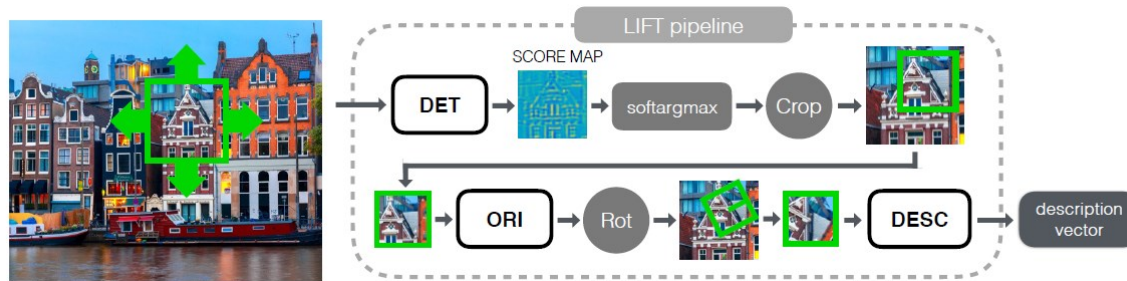 LIFT pipeline
SCORE MAP
DET
softargmax
Crop
ORI
Rot
DESC
description
vector